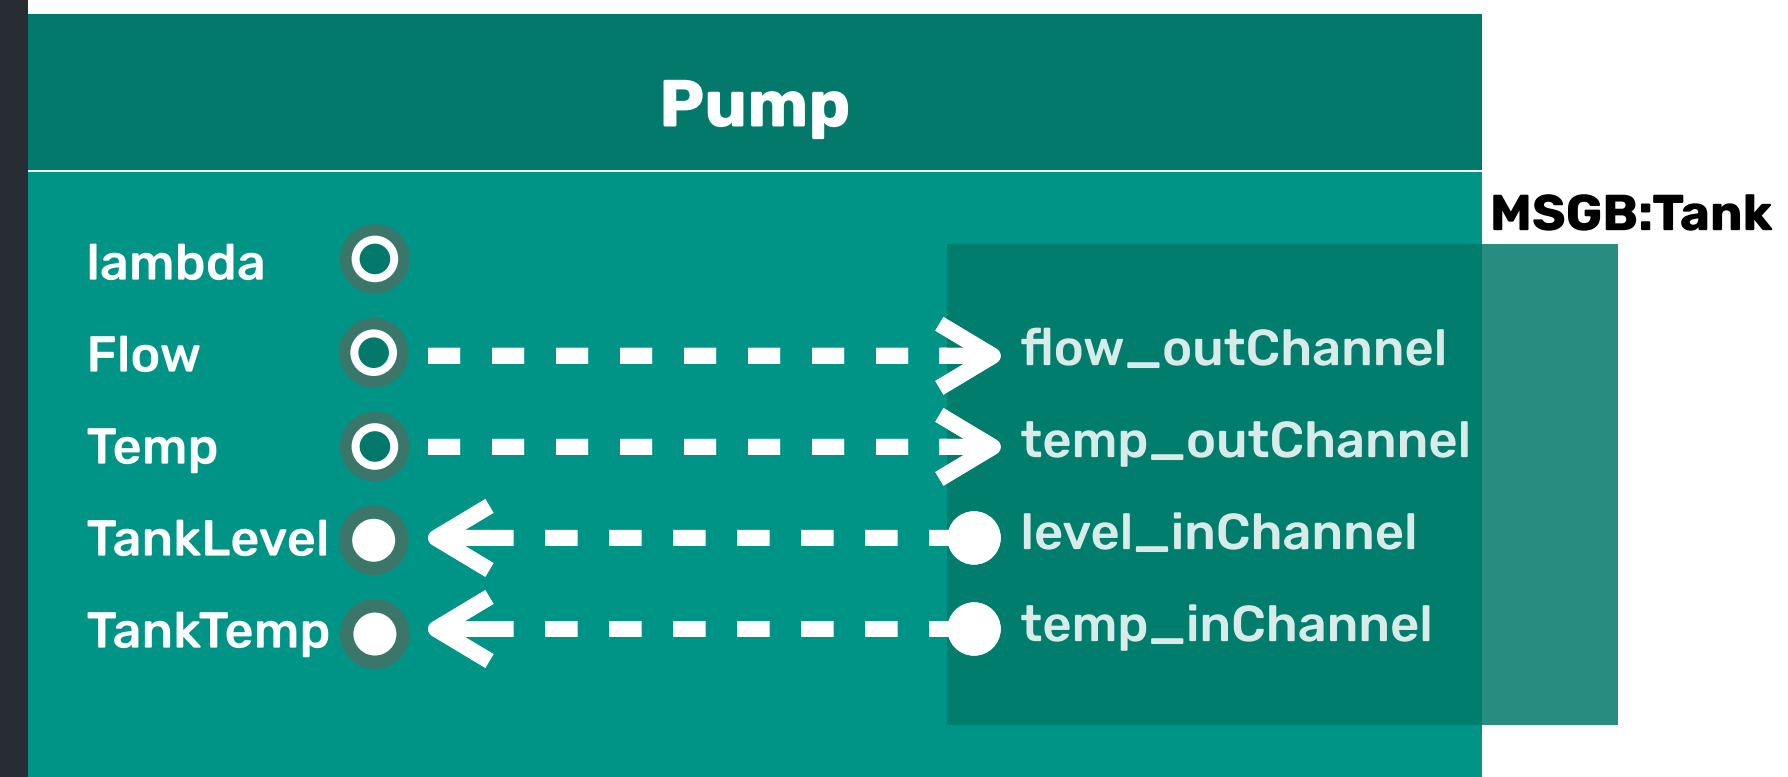 Pump
MSGB:Tank
lambda
Flow
flow_outChannel
Temp
temp_outChannel
TankLevel
level_inChannel
TankTemp
temp_inChannel